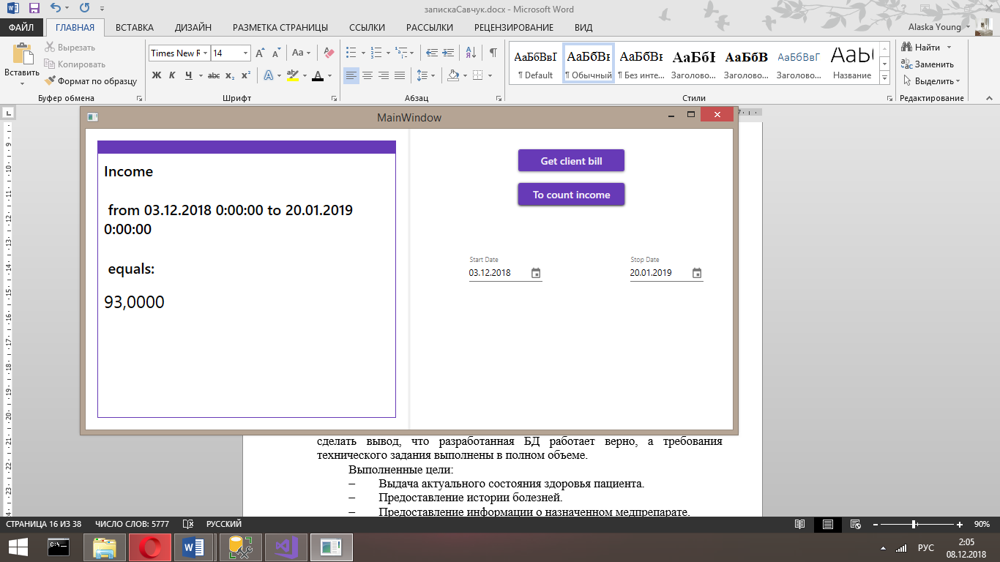 запискаСавчук.docx - Microsoft Word
ФАЙЛ ГЛАВНАЯ ВСТАВКА ДИЗАЙН РАЗМЕТКА СТРАНИЦЫ ССЫЛКИ РАССЫЛКИ РЕЦЕНЗИРОВАНИЕ ВИД Alaska Young
Вставить
Вырезать
Копировать
Формат по образцу
Буфер обмена
Times New R 14
Ж К Ч abc x₂ x²
Шрифт
Абзац
АаБбВвГ АаБбВв АаБбВв АаБбІ АаБбВ АаБбВвГ АаЬ
¶ Default ¶ Обычный ¶ Без инте... Заголово... Заголово... Заголово... Название
Стили
Найти
Заменить
Выделить
Редактирование
MainWindow
Income
from 03.12.2018 0:00:00 to 20.01.2019
0:00:00
equals:
93,0000
Get client bill
To count income
Start Date
03.12.2018
Stop Date
20.01.2019
сделать вывод, что разработанная БД работает верно, а требования
технического задания выполнены в полном объеме.
Выполненные цели:
– Выдача актуального состояния здоровья пациента.
– Предоставление истории болезней.
– Предоставление информации о назначенном медпрепарате.
СТРАНИЦА 16 ИЗ 38 ЧИСЛО СЛОВ: 5777 РУССКИЙ 90%
РУС
2:05
08.12.2018